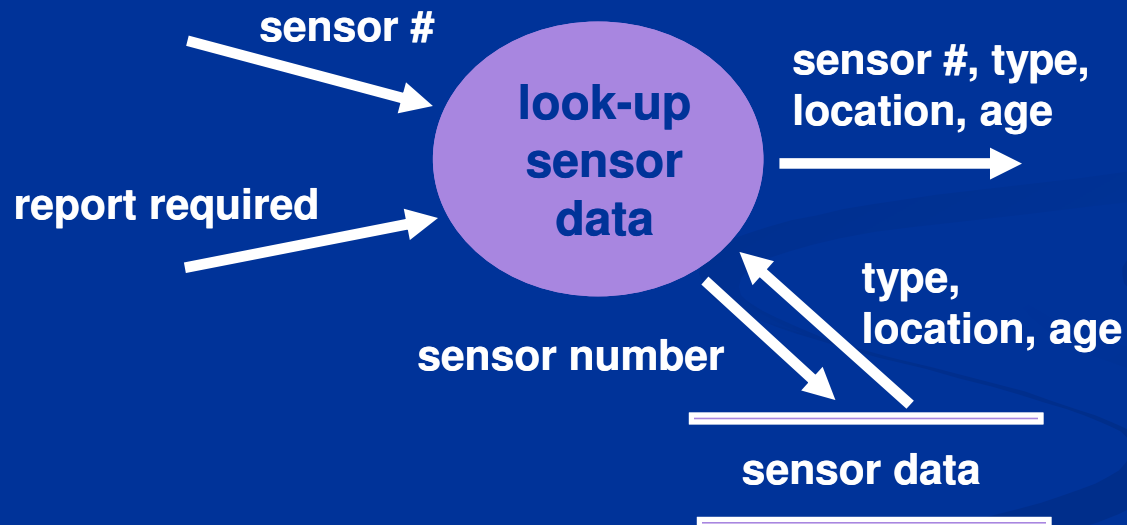 sensor #
look-up
sensor
data
sensor #, type,
location, age
report required
type,
location, age
sensor number
sensor data